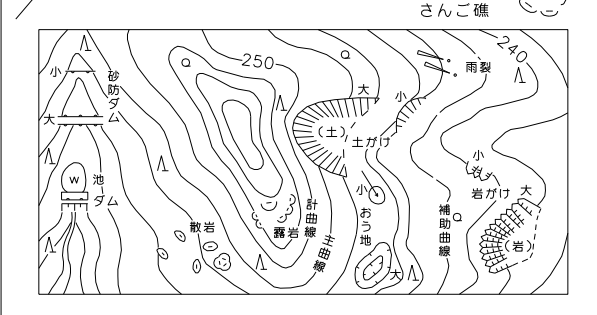 さんご礁
250
240
雨裂
小
砂防ダム
大
大
小
(土)
土がけ
小
岩がけ
大
W
池
ダム
小
おう地
計曲線
主曲線
補助曲線
散岩
露岩
(岩)
大